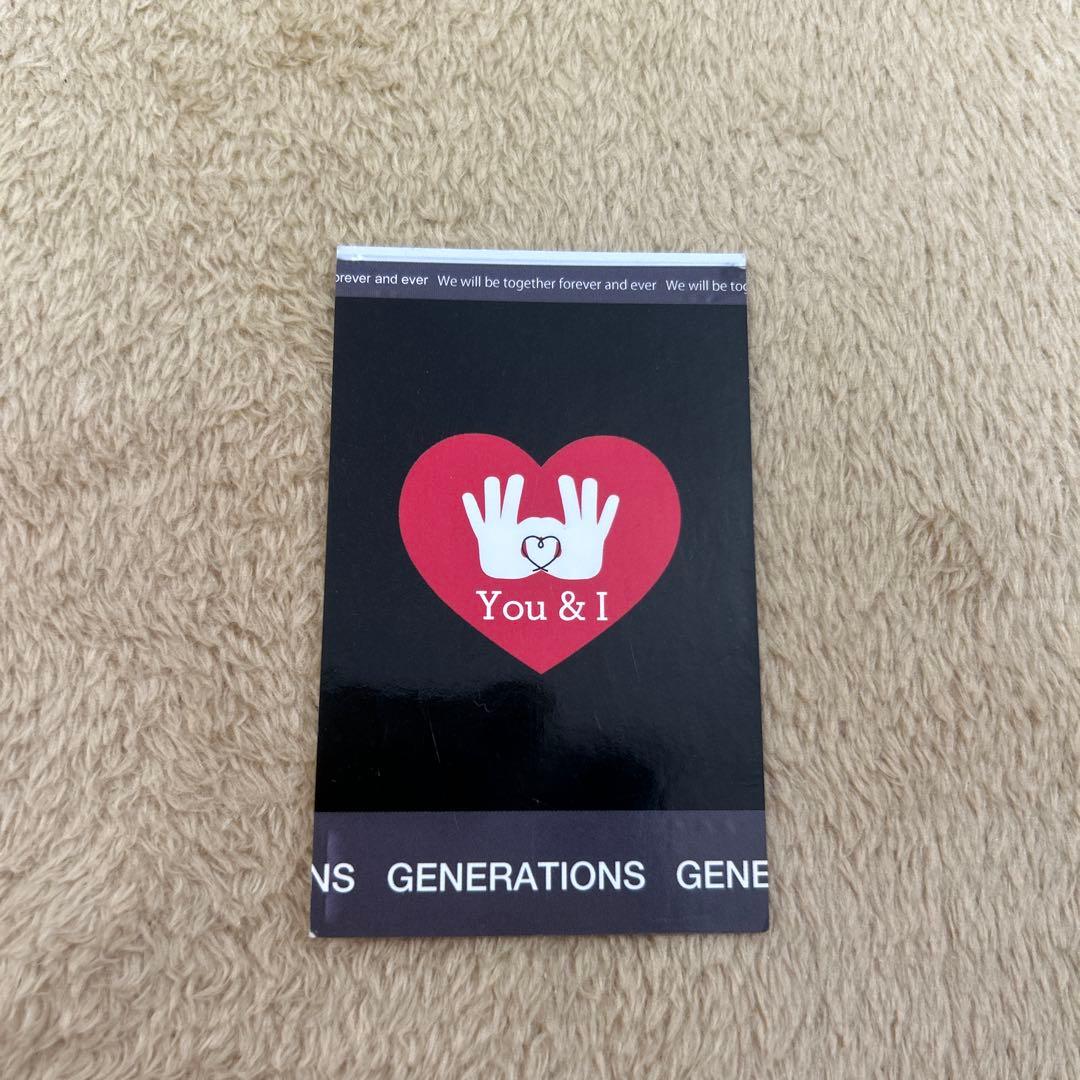 orever and ever We will be together forever and ever We will be tog
You & I
NS GENERATIONS GENE